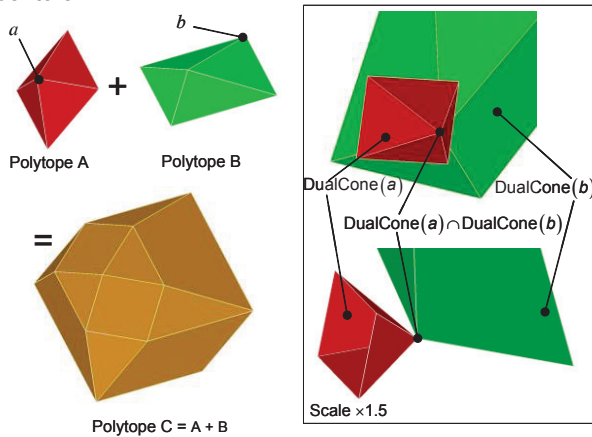 a
b
+
Polytope A
Polytope B
=
Polytope C = A + B
DualCone(a)
DualCone(b)
DualCone(a)∩DualCone(b)
Scale ×1.5